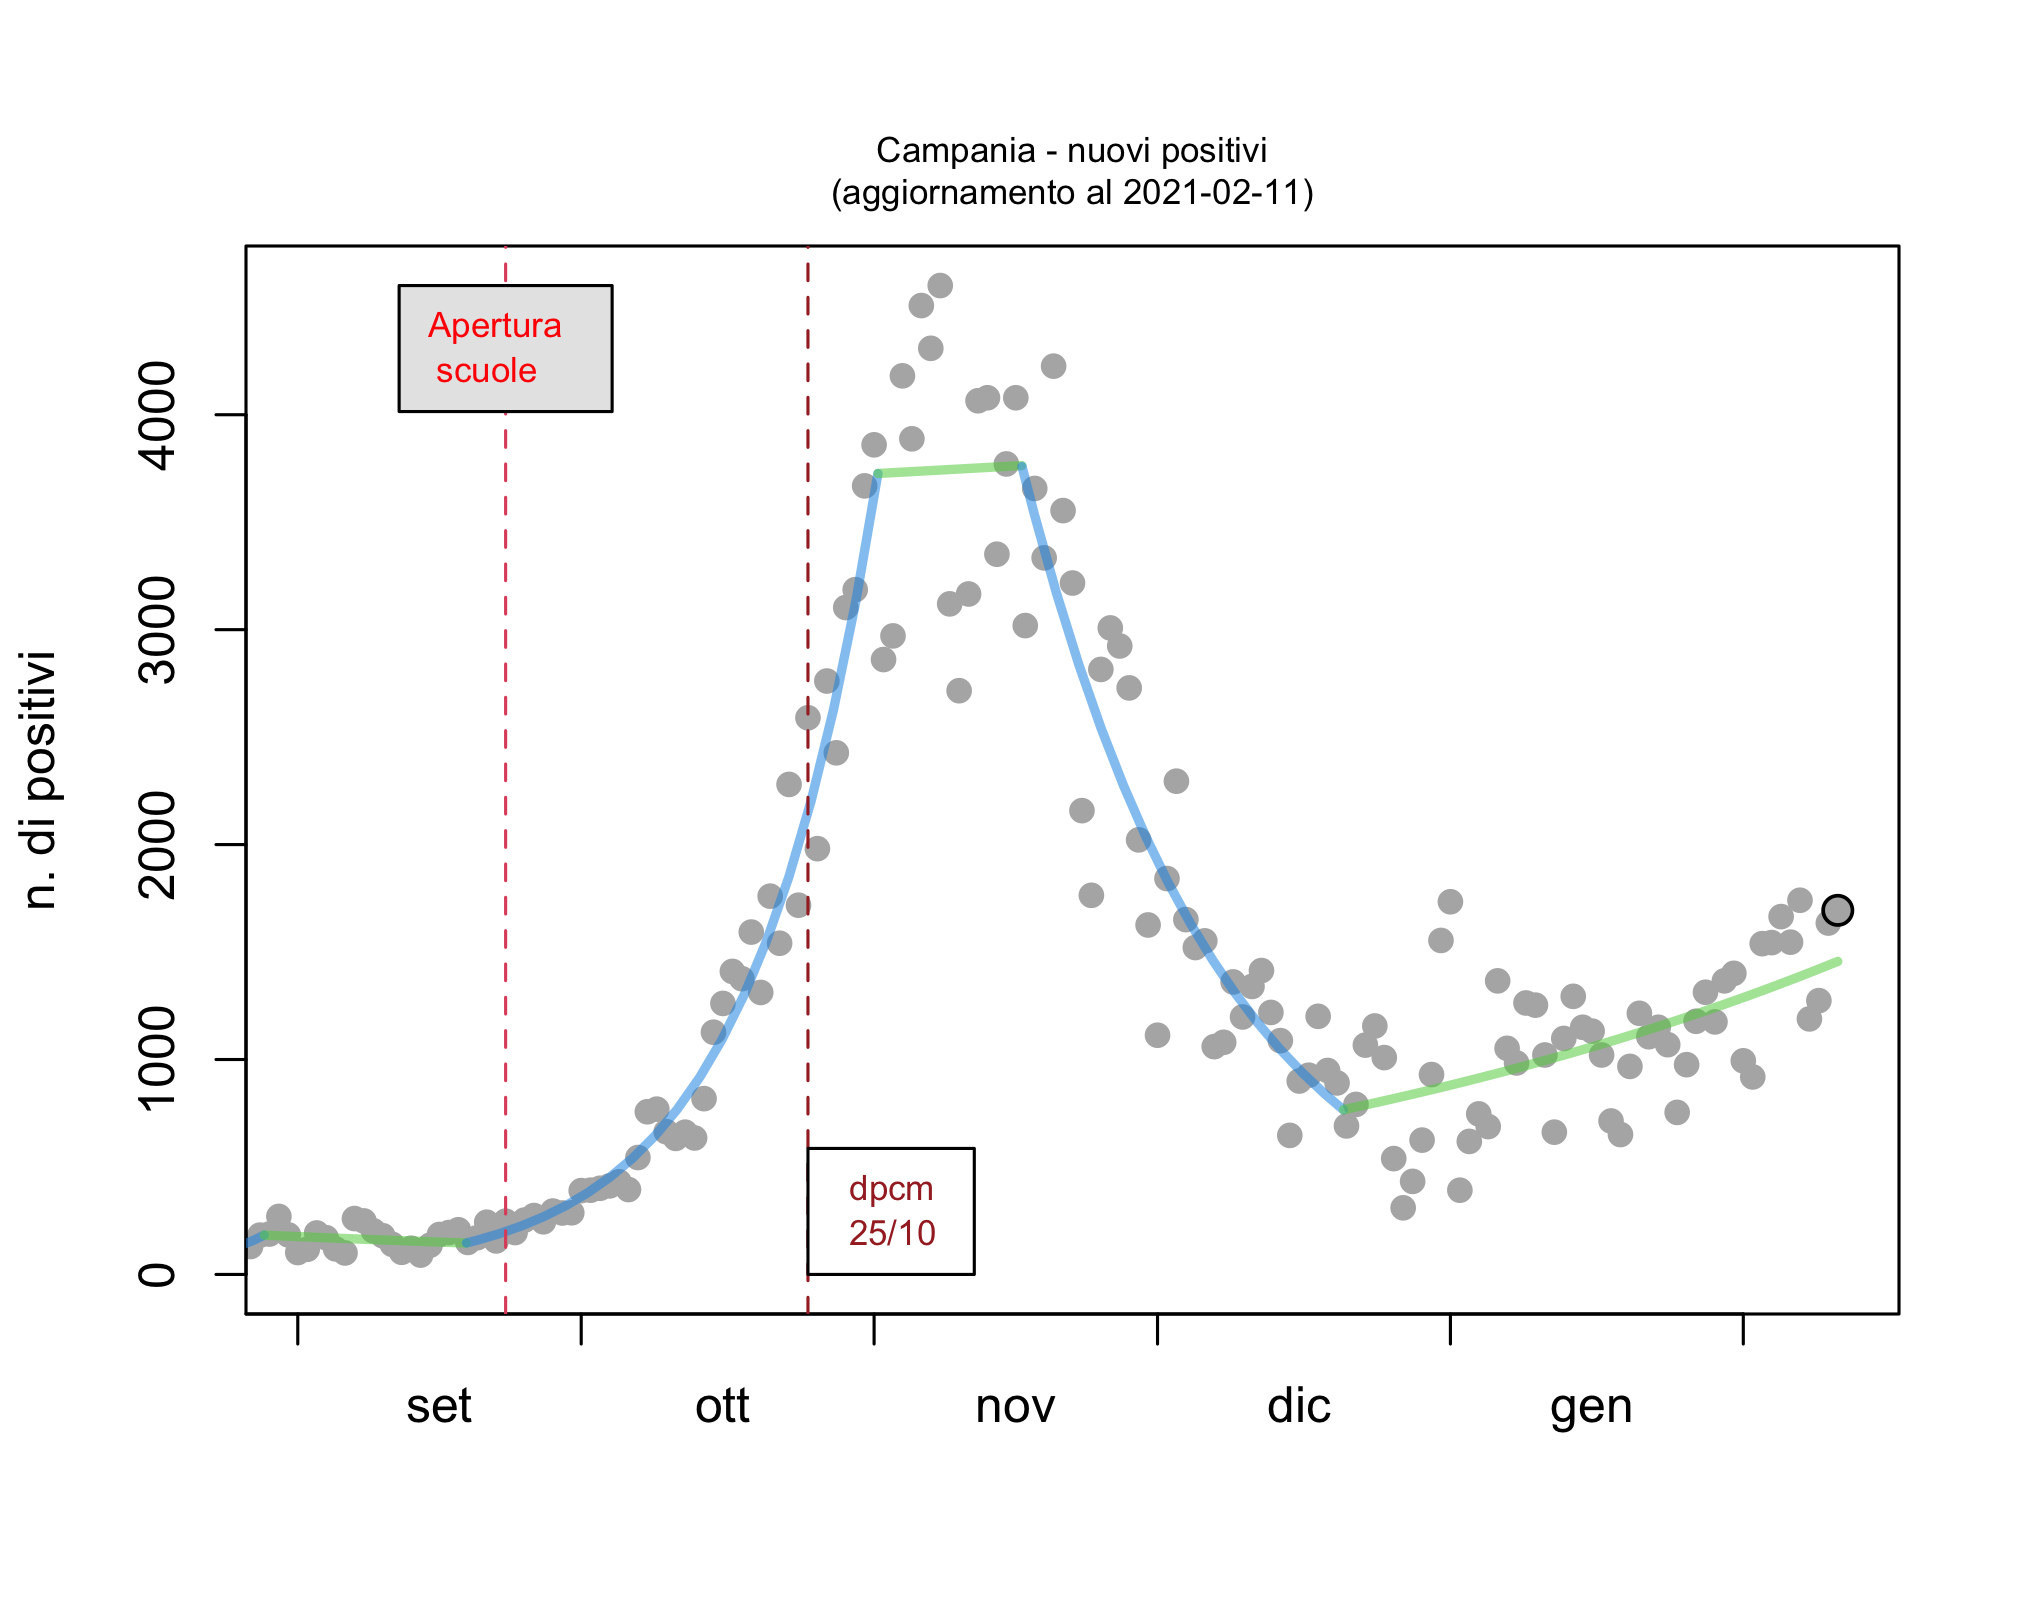 Campania - nuovi positivi
(aggiornamento al 2021-02-11)
Apertura
scuole
dpcm
25/10
n. di positivi
4000
3000
2000
1000
0
set ott nov dic gen